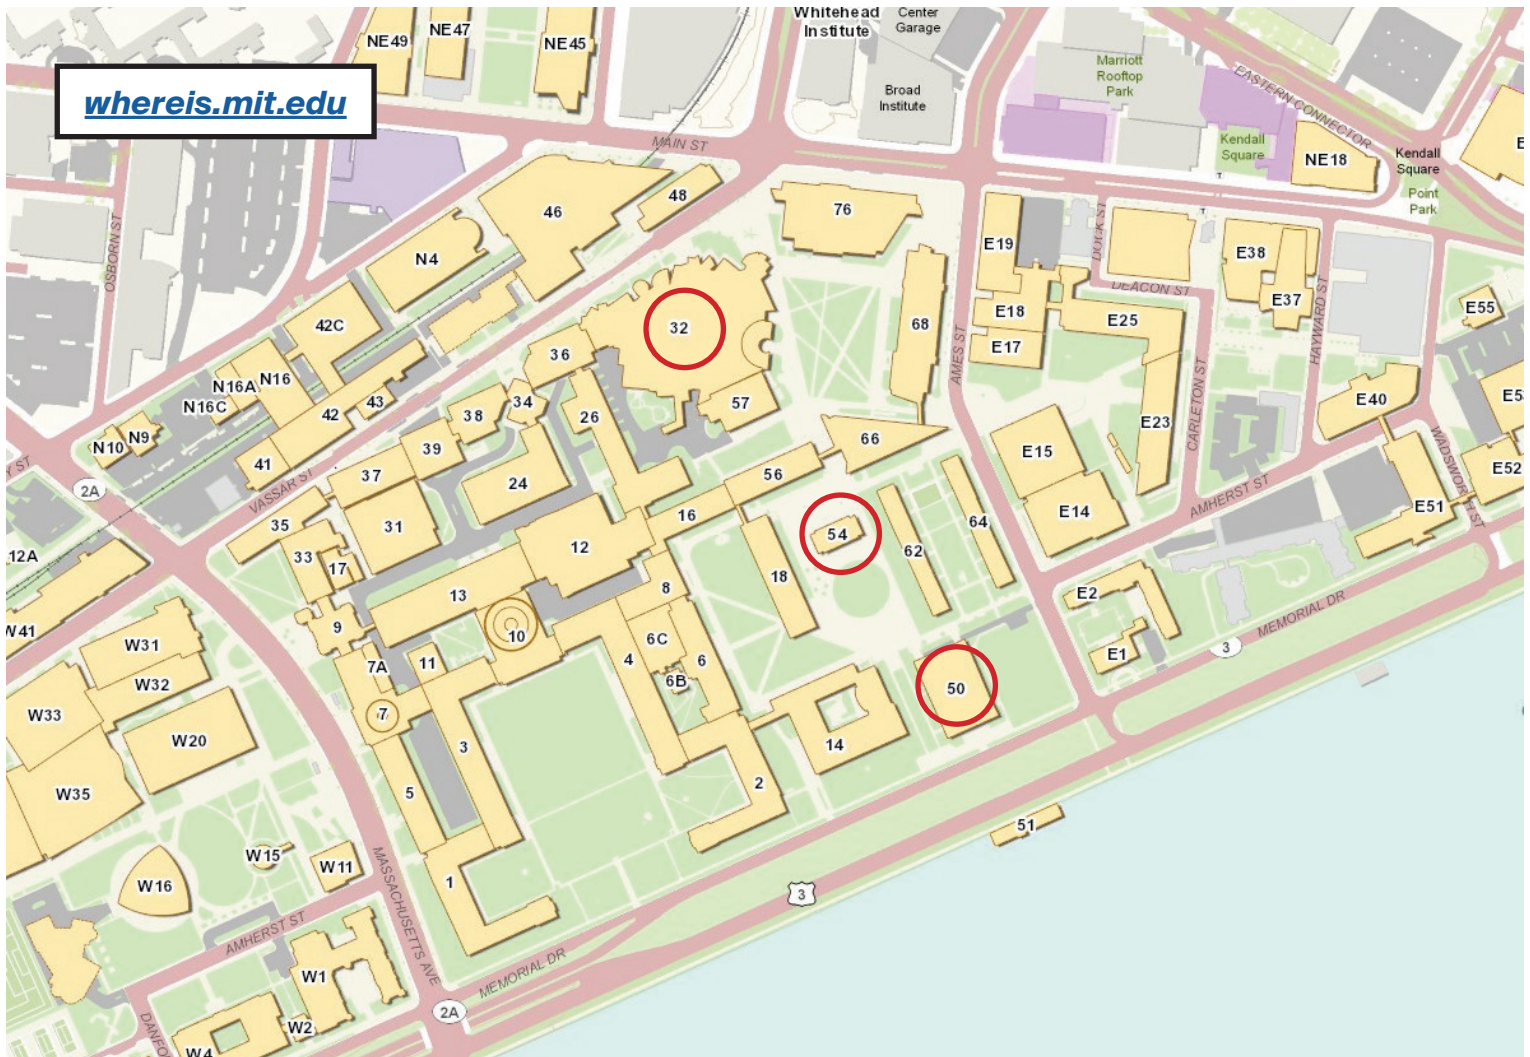 Whitehead
Institute
Center
Garage
NE49
NE47
NE45
whereis.mit.edu
Broad
Institute
Marriott
Rooftop
Park
EASTERN CONNECTOR
MAIN ST
Kendall
Square
NE18
Kendall
Square
Point
Park
48
46
76
OSBORN ST
N4
E19
DOCK ST
E38
DEACON ST
E37
HAYWARD ST
E55
42C
32
68
E18
E25
E17
AMES ST
36
N16A
N16
N16C
43
42
38
34
26
57
CARLETON ST
E40
E23
N10
N9
41
39
66
E15
WADSWORTH ST
E52
2A
VASSAR ST
37
24
56
AMHERST ST
E51
35
31
16
54
64
E14
12A
33
17
12
18
62
13
8
E2
MEMORIAL DR
W41
9
10
6C
W31
7A
11
4
6
3
E1
W32
6B
50
W33
7
W20
3
14
W35
5
2
51
MASSACHUSETTS AVE
W15
W11
W16
1
3
AMHERST ST
MEMORIAL DR
W1
2A
W2
W4